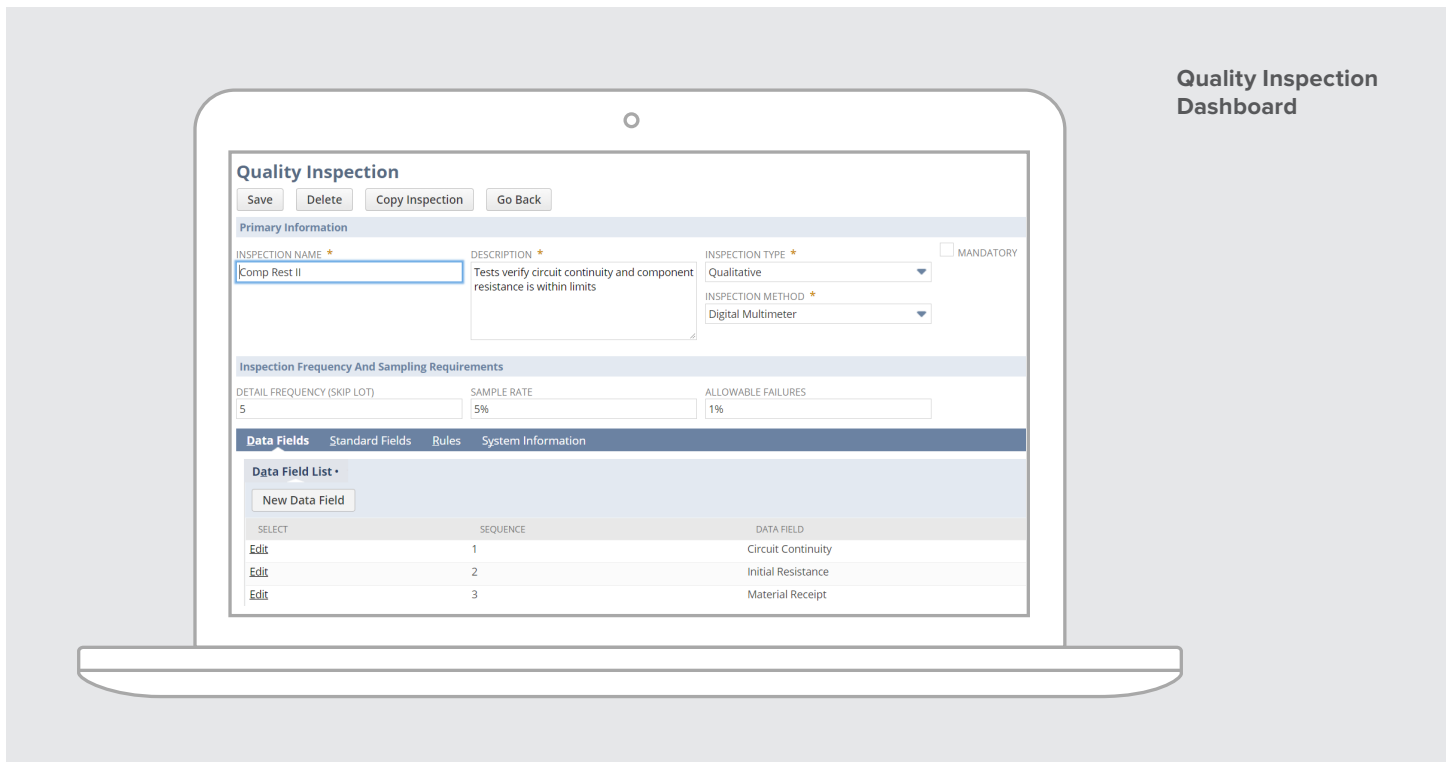 Quality Inspection
Dashboard
Quality Inspection
Save Delete Copy Inspection Go Back
Primary Information
INSPECTION NAME * DESCRIPTION * INSPECTION TYPE * MANDATORY
Comp Rest II Tests verify circuit continuity and component Qualitative
resistance is within limits
INSPECTION METHOD *
Digital Multimeter
Inspection Frequency And Sampling Requirements
DETAIL FREQUENCY (SKIP LOT) SAMPLE RATE ALLOWABLE FAILURES
5 5% 1%
Data Fields Standard Fields Rules System Information
Data Field List •
New Data Field
SELECT SEQUENCE DATA FIELD
Edit 1 Circuit Continuity
Edit 2 Initial Resistance
Edit 3 Material Receipt